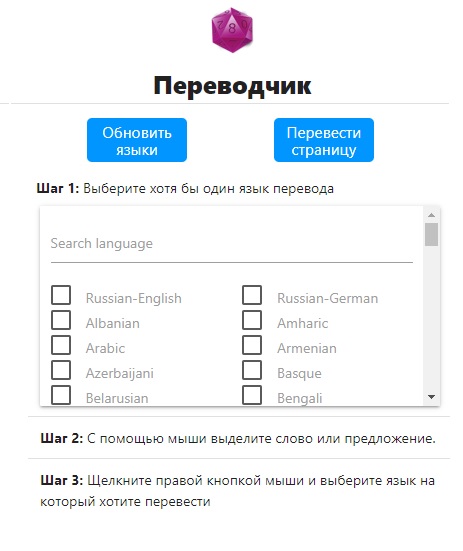 8
Переводчик
Обновить
языки
Перевести
страницу
Шаг 1: Выберите хотя бы один язык перевода
Search language
Russian-English
Russian-German
Albanian
Amharic
Arabic
Armenian
Azerbaijani
Basque
Belarusian
Bengali
Шаг 2: С помощью мыши выделите слово или предложение.
Шаг 3: Щелкните правой кнопкой мыши и выберите язык на
который хотите перевести